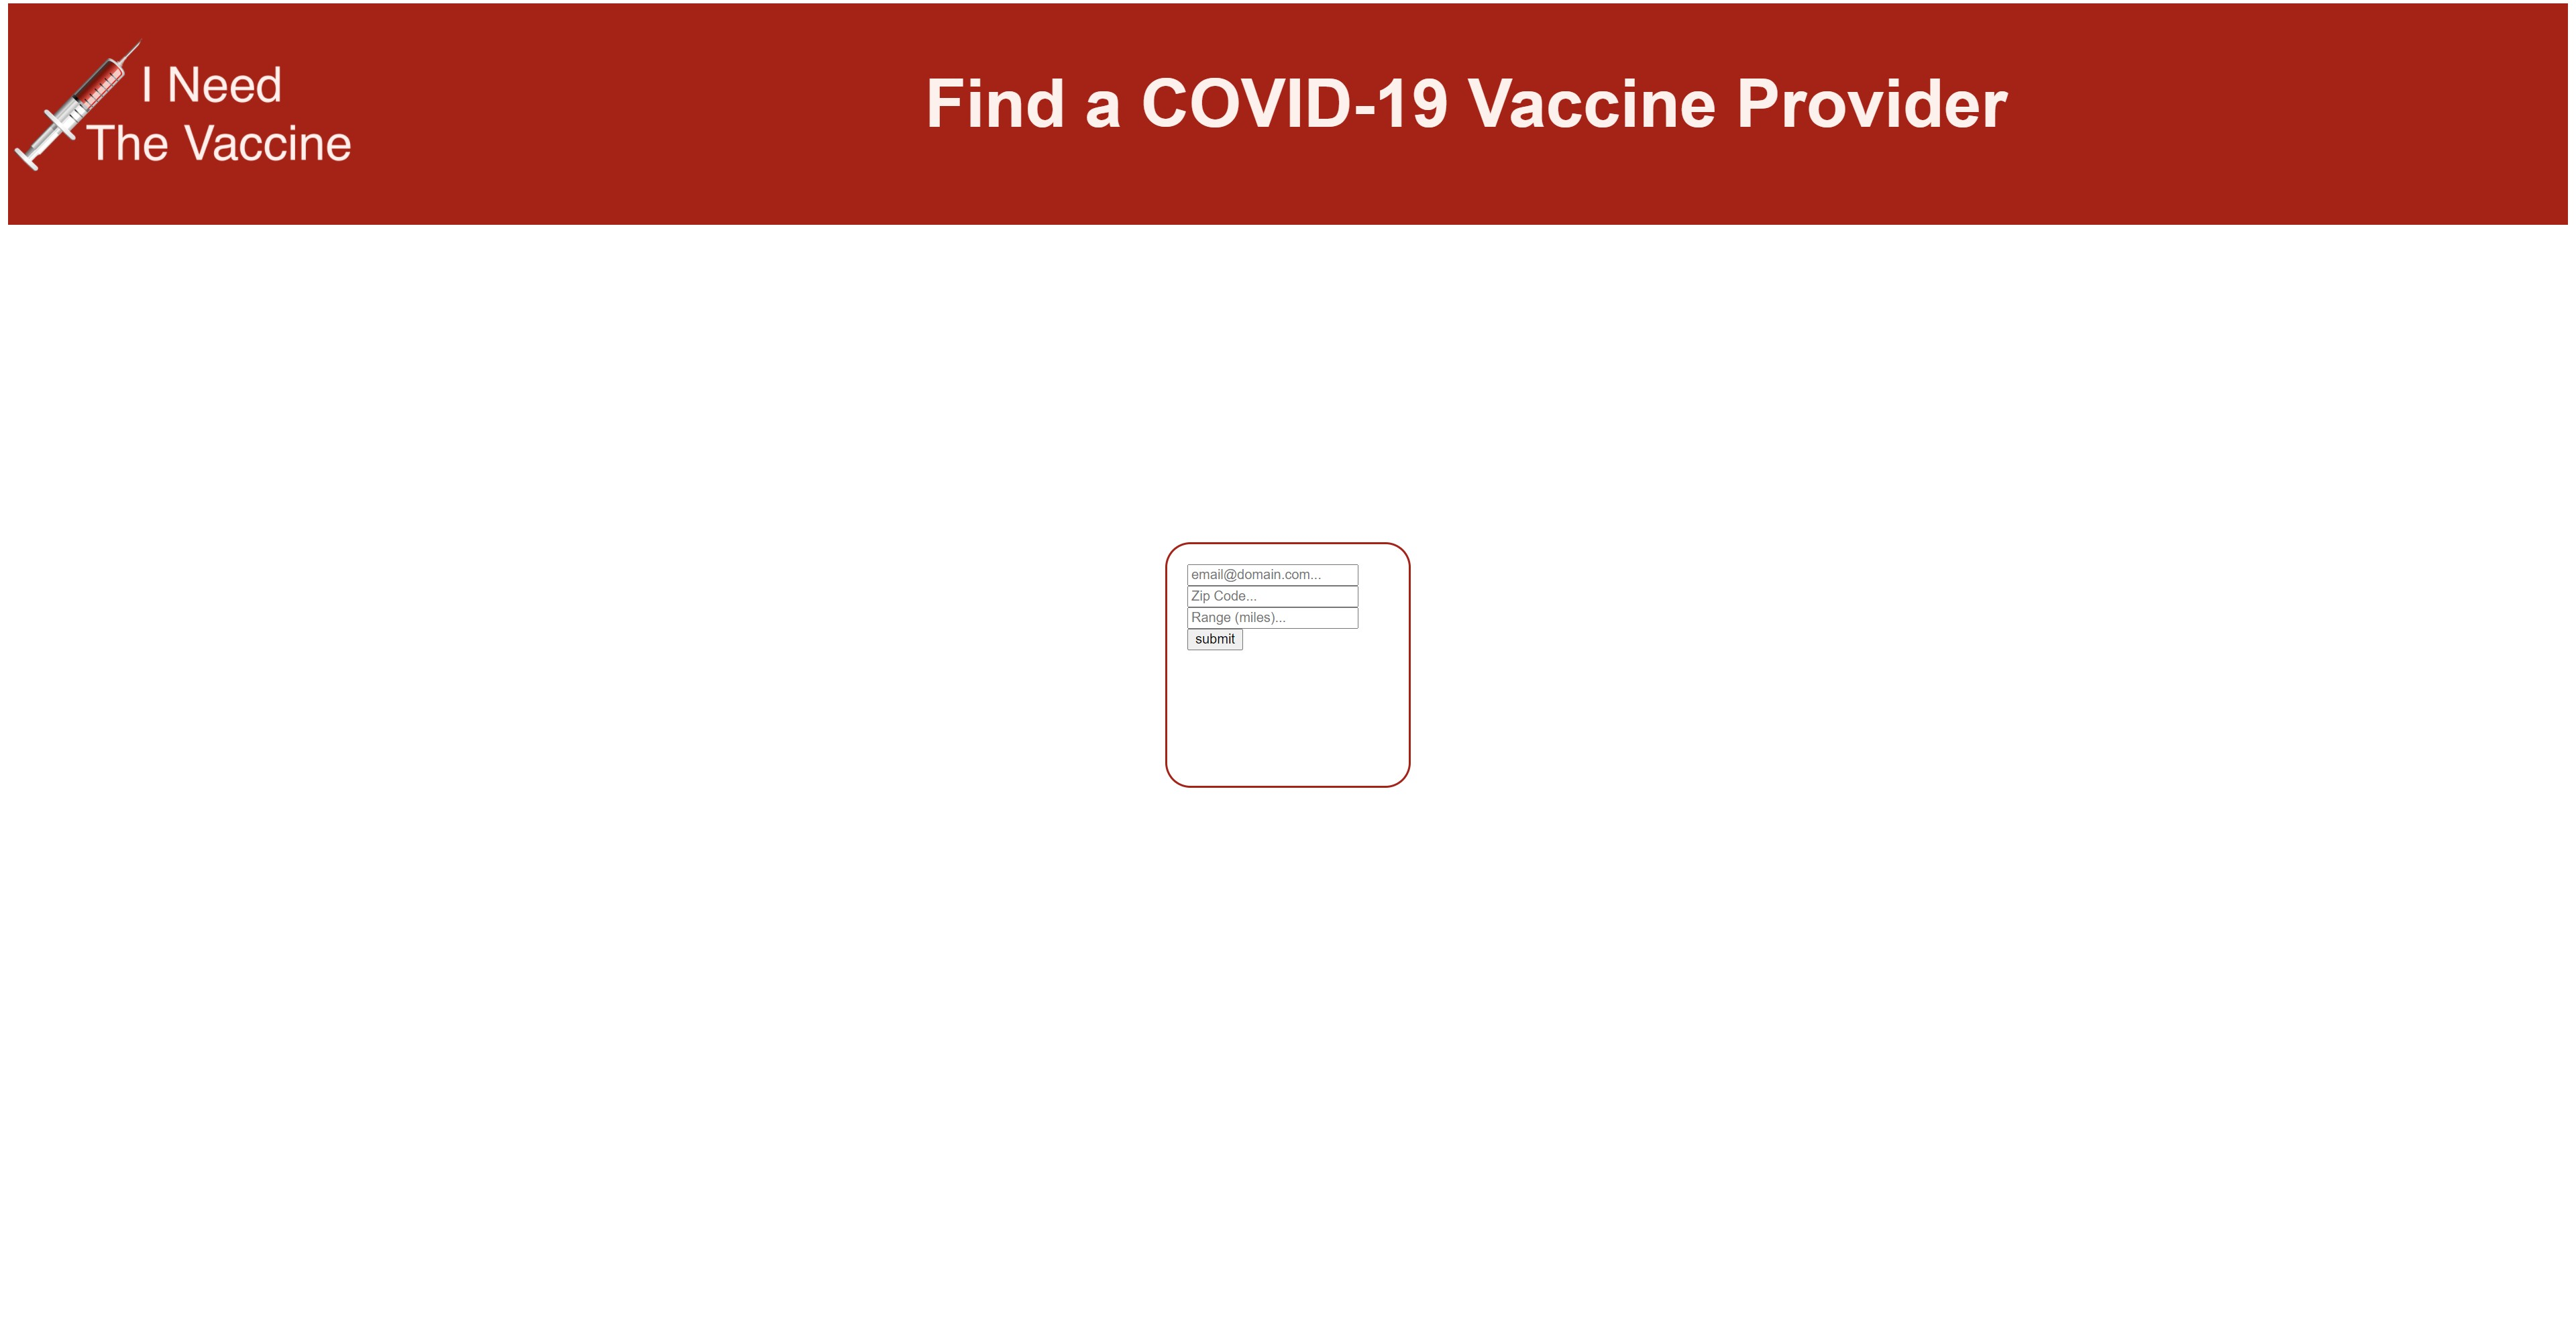 I Need
The Vaccine
Find a COVID-19 Vaccine Provider
email@domain.com...
Zip Code...
Range (miles)...
submit